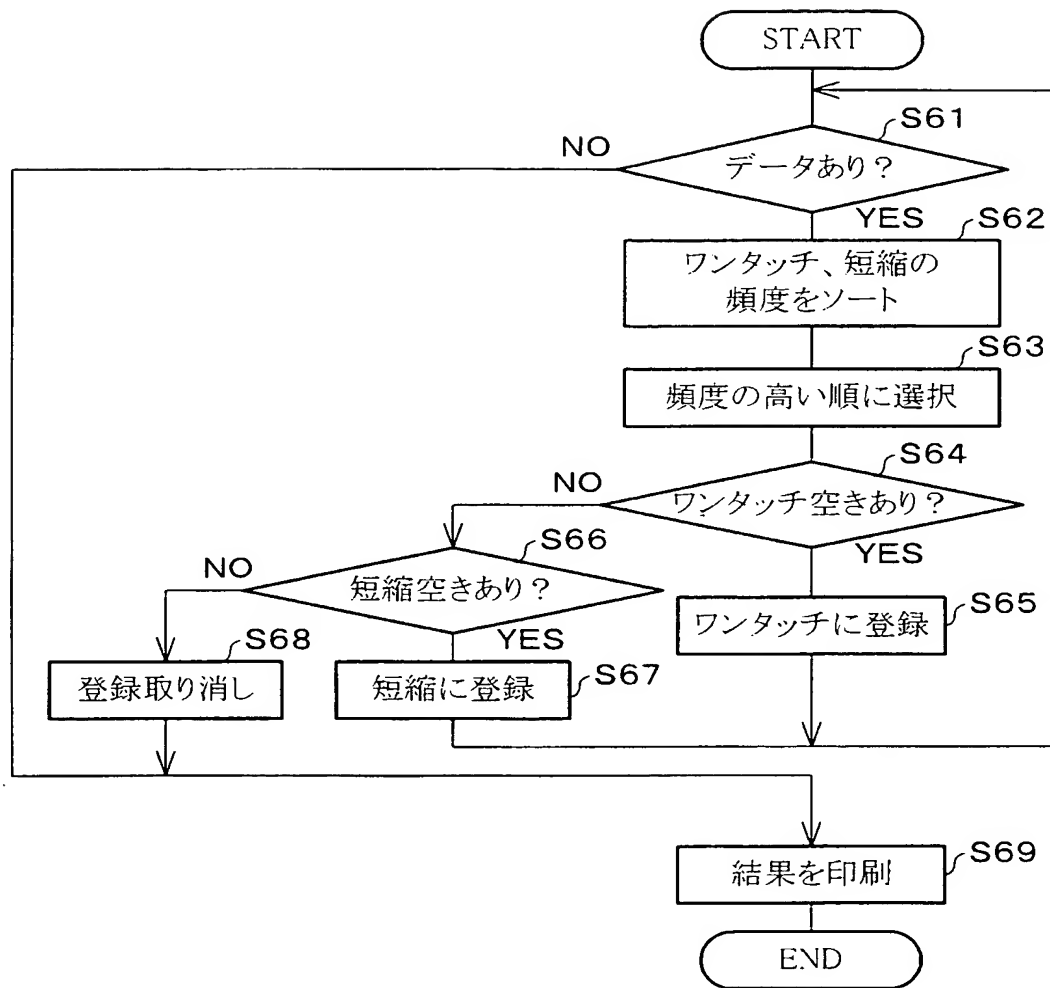 START
S61
NO
データあり？
YES
S62
ワンタッチ、短縮の
頻度をソート
S63
頻度の高い順に選択
S64
NO
ワンタッチ空きあり？
YES
S66
NO
短縮空きあり？
YES
S65
ワンタッチに登録
S68
登録取り消し
S67
短縮に登録
S69
結果を印刷
END